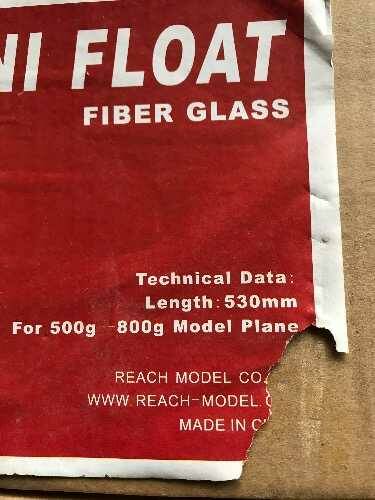 NI FLOAT
FIBER GLASS
Technical Data:
Length: 530mm
For 500g -800g Model Plane
REACH MODEL CO.
WWW.REACH-MODEL.
MADE IN C